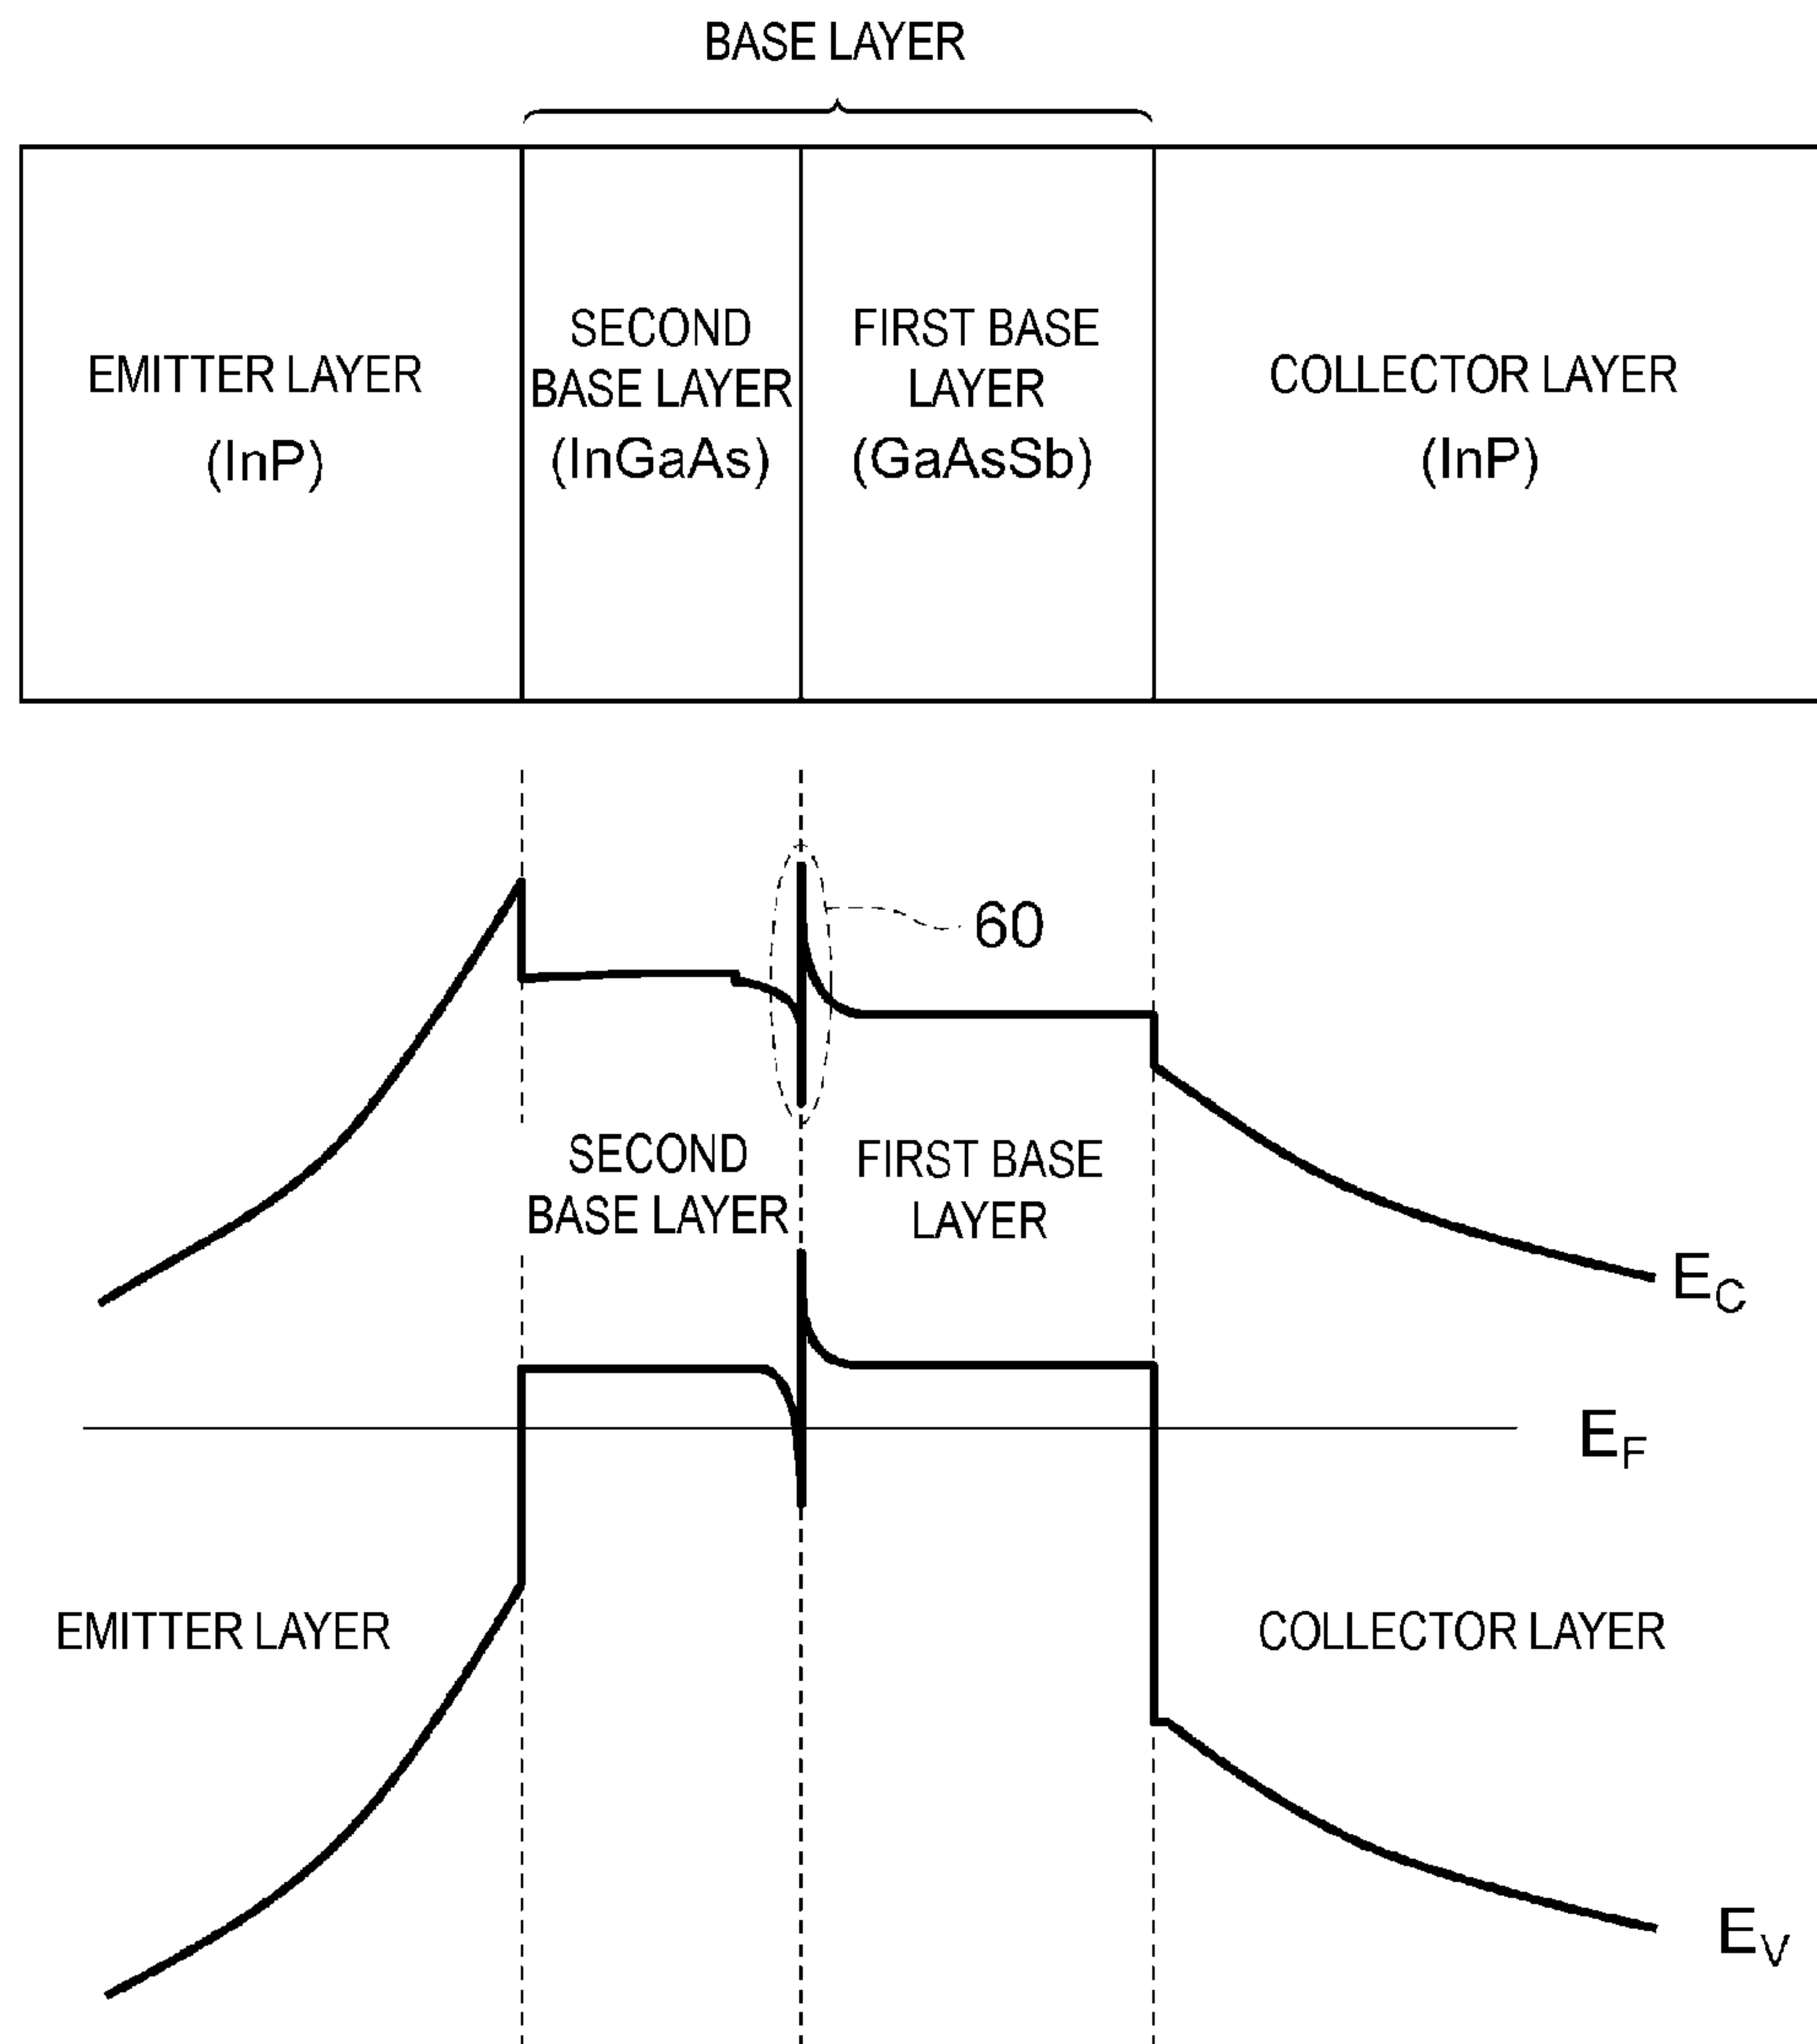 BASE LAYER
EMITTER LAYER
(InP)
SECOND
BASE LAYER
(InGaAs)
FIRST BASE
LAYER
(GaAsSb)
COLLECTOR LAYER
(InP)
60
SECOND
BASE LAYER
FIRST BASE
LAYER
EC
EF
EMITTER LAYER
COLLECTOR LAYER
EV